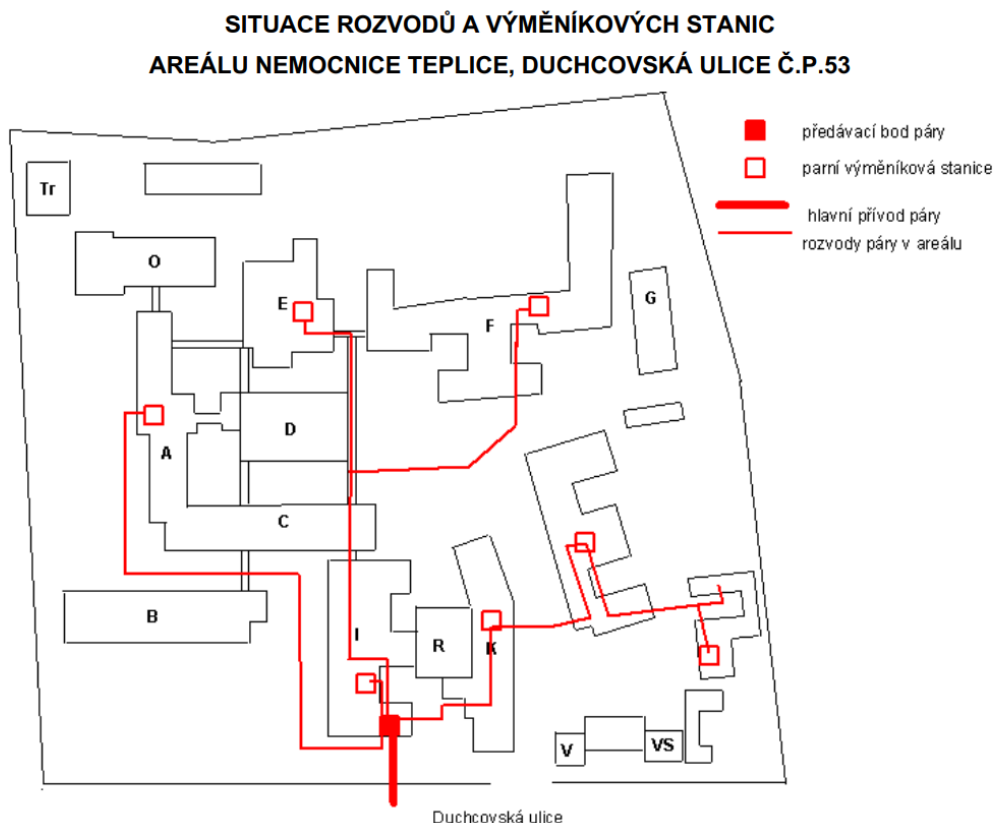 SITUACE ROZVODŮ A VÝMĚNÍKOVÝCH STANIC
AREÁLU NEMOCNICE TEPLICE, DUCHCOVSKÁ ULICE Č.P.53
předávací bod páry
parní výměníková stanice
hlavní přívod páry
rozvody páry v areálu
Tr
O
E
F
G
A
D
C
B
I
R
K
V
VS
Duchcovská ulice